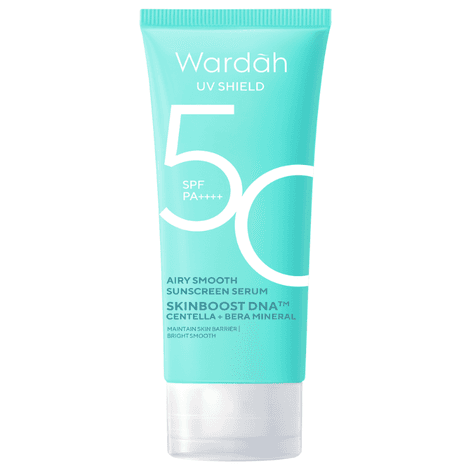 Wardāh
UV SHIELD
50
SPF
PA++++
AIRY SMOOTH
SUNSCREEN SERUM
SKINBOOST DNA™
CENTELLA + BERA MINERAL
MAINTAIN SKIN BARRIER |
BRIGHT SMOOTH